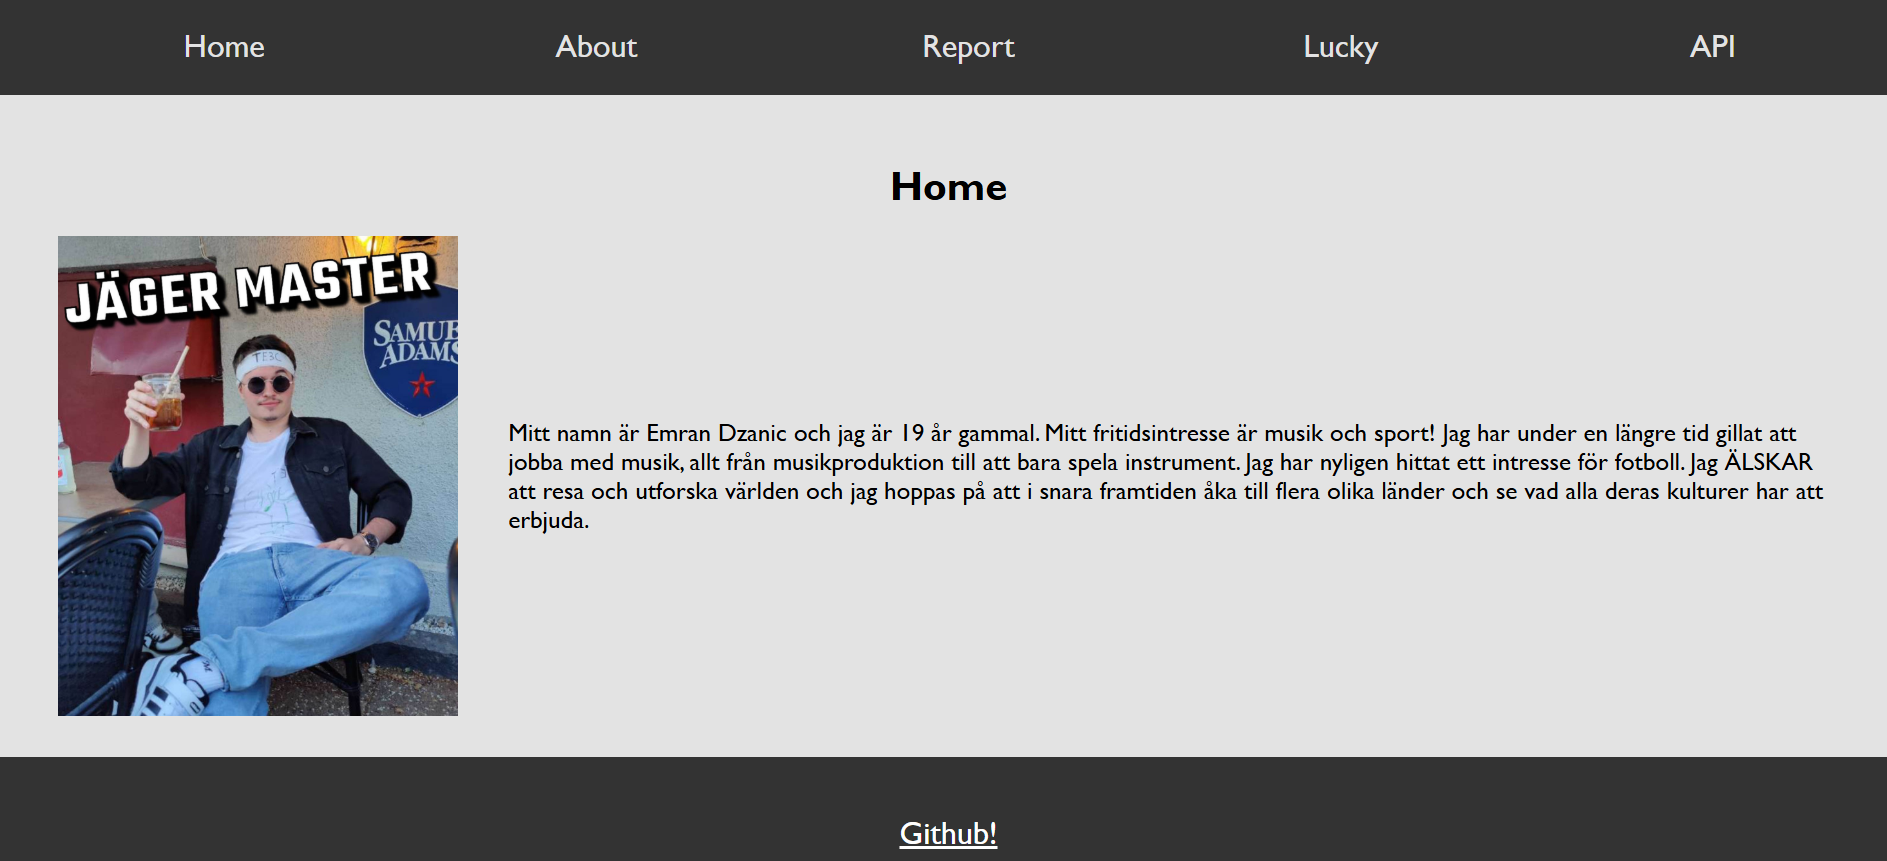 Home About Report Lucky API
Home
JÄGER MASTER
SAMUE
ADAMS
TE3C
Mitt namn är Emran Dzanic och jag är 19 år gammal. Mitt fritidsintresse är musik och sport! Jag har under en längre tid gillat att
jobba med musik, allt från musikproduktion till att bara spela instrument. Jag har nyligen hittat ett intresse för fotboll. Jag ÄLSKAR
att resa och utforska världen och jag hoppas på att i snara framtiden åka till flera olika länder och se vad alla deras kulturer har att
erbjuda.
Github!